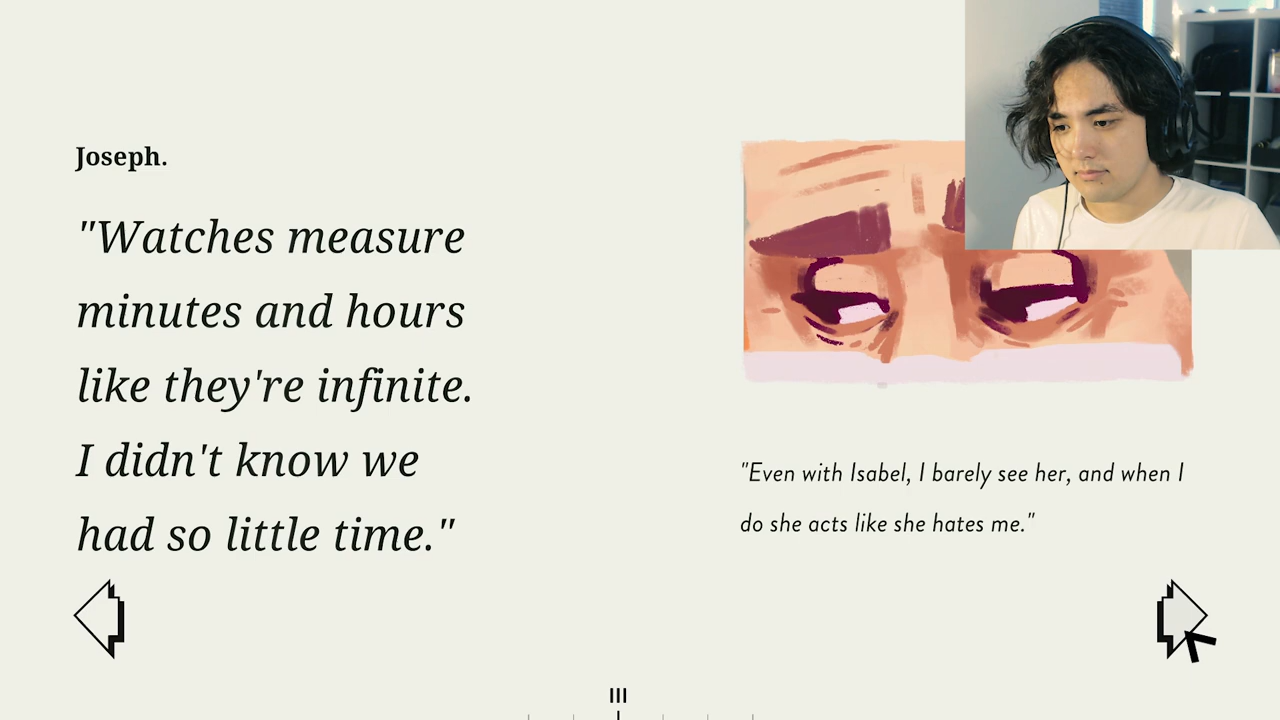 Joseph.
"Watches measure
minutes and hours
like they're infinite.
I didn't know we
had so little time."
"Even with Isabel, I barely see her, and when I
do she acts like she hates me."
III